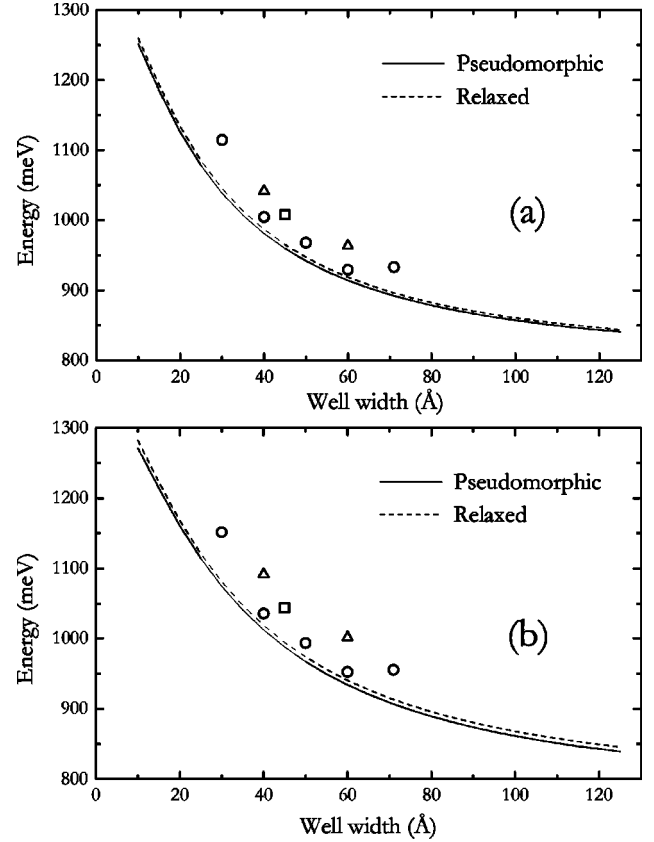 1300
1200
1100
1000
900
800
Energy (meV)
Pseudomorphic
Relaxed
(a)
0 20 40 60 80 100 120
Well width (Å)
1300
1200
1100
1000
900
800
Energy (meV)
Pseudomorphic
Relaxed
(b)
0 20 40 60 80 100 120
Well width (Å)